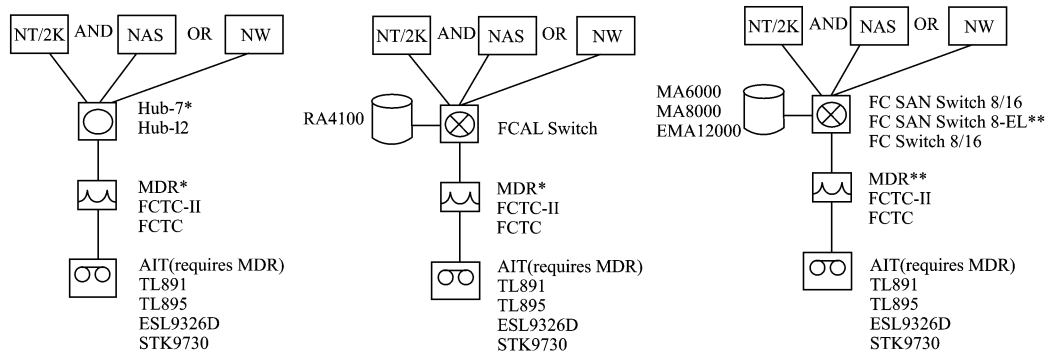 NT/2K AND NAS OR NW
Hub-7*
Hub-12
MDR*
FCTC-II
FCTC
AIT(requires MDR)
TL891
TL895
ESL9326D
STK9730
NT/2K AND NAS OR NW
RA4100
FCAL Switch
MDR*
FCTC-II
FCTC
AIT(requires MDR)
TL891
TL895
ESL9326D
STK9730
NT/2K AND NAS OR NW
MA6000
MA8000
EMA12000
FC SAN Switch 8/16
FC SAN Switch 8-EL**
FC Switch 8/16
MDR**
FCTC-II
FCTC
AIT(requires MDR)
TL891
TL895
ESL9326D
STK9730